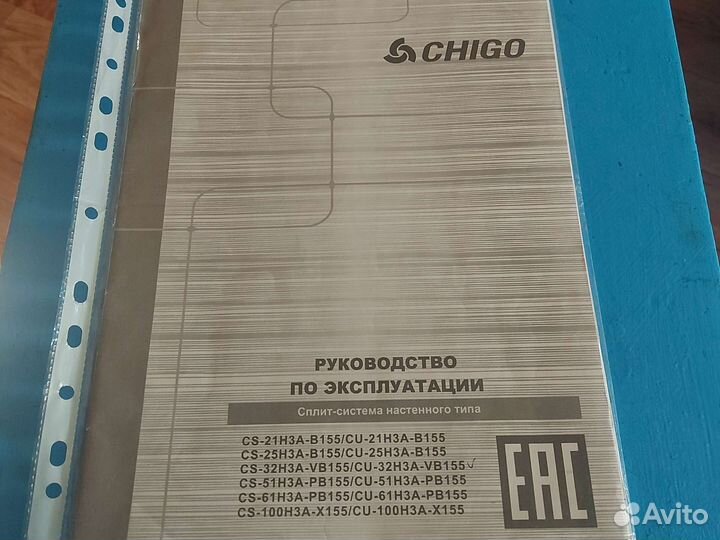 CHIGO
РУКОВОДСТВО
ПО ЭКСПЛУАТАЦИИ
Сплит-система настенного типа
CS-21H3A-B155/CU-21H3A-B155
CS-25H3A-B155/CU-25H3A-B155
CS-32H3A-VB155/CU-32H3A-VB155
CS-51H3A-PB155/CU-51H3A-PB155
CS-61H3A-PB155/CU-61H3A-PB155
CS-100H3A-X155/CU-100H3A-X155
EAC
Avito